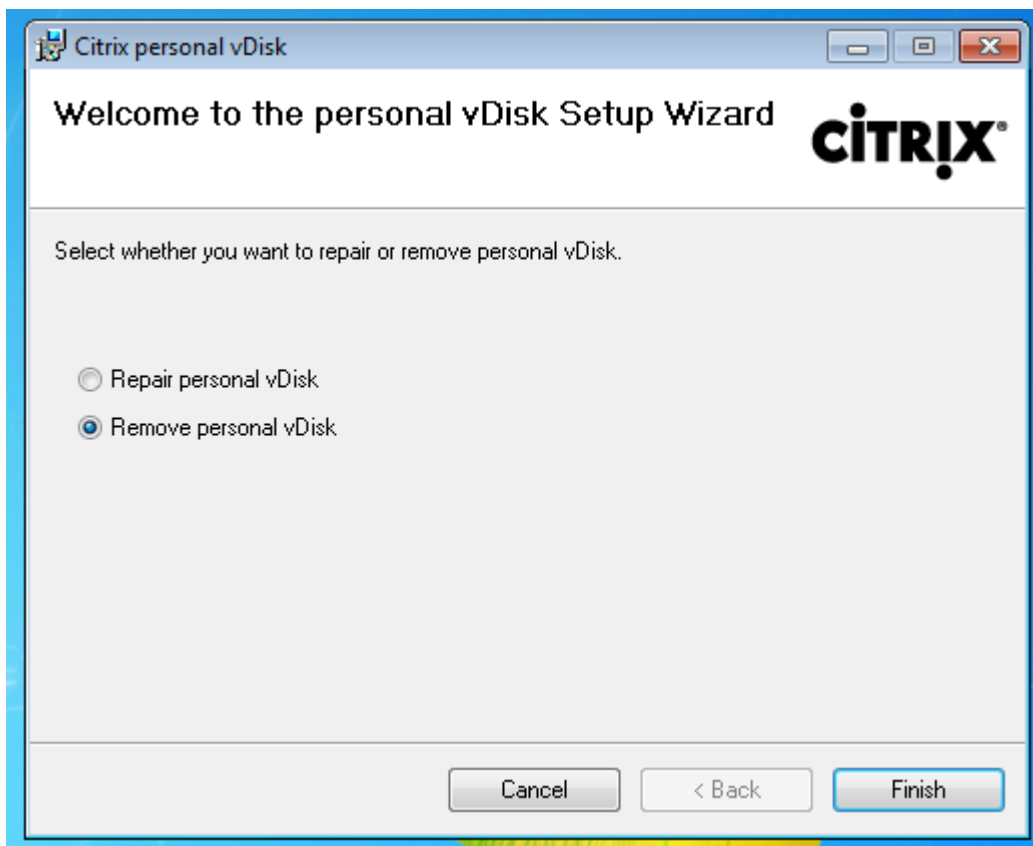 Citrix personal vDisk
Welcome to the personal vDisk Setup Wizard
CITRIX®
Select whether you want to repair or remove personal vDisk.
Repair personal vDisk
Remove personal vDisk
Cancel
< Back
Finish